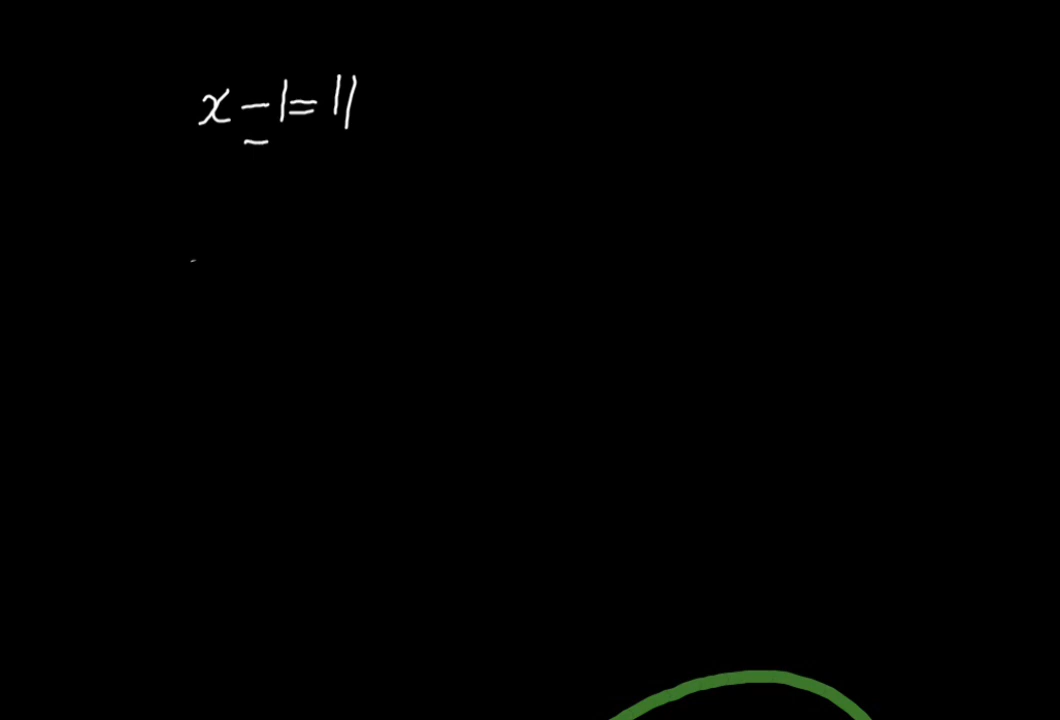 x - 1 = 11